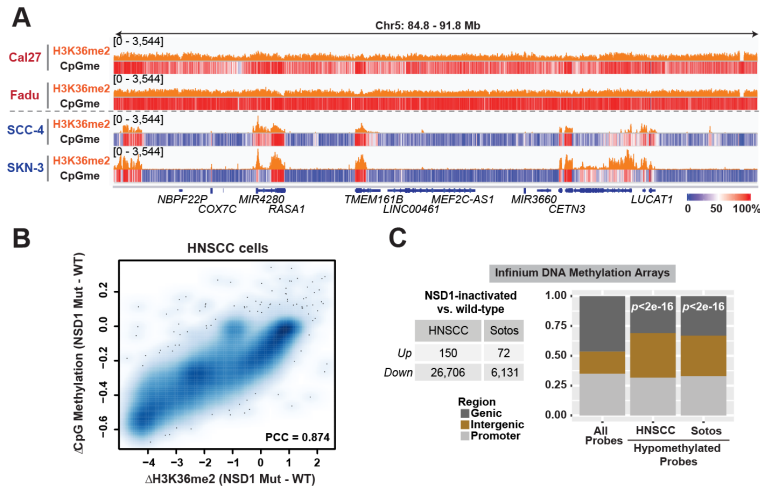 A
Chr5: 84.8 - 91.8 Mb
[0 - 3,544]
Cal27
H3K36me2
CpGme
[0 - 3,544]
Fadu
H3K36me2
CpGme
[0 - 3,544]
SCC-4
H3K36me2
CpGme
[0 - 3,544]
SKN-3
H3K36me2
CpGme
NBPF22P
MIR4280
TMEM161B
MEF2C-AS1
MIR3660
LUCAT1
COX7C
RASA1
LINC00461
CETN3
0 50 100%
B
HNSCC cells
ΔCpG Methylation (NSD1 Mut - WT)
0.2
0.0
−0.2
−0.4
−0.6
PCC = 0.874
−4 −3 −2 −1 0 1 2
ΔH3K36me2 (NSD1 Mut - WT)
C
Infinium DNA Methylation Arrays
NSD1-inactivated
vs. wild-type
HNSCC Sotos
Up 150 72
Down 26,706 6,131
Region
Genic
Intergenic
Promoter
1.00
0.75
0.50
0.25
0.00
p<2e-16 p<2e-16
All
Probes
HNSCC Sotos
Hypomethylated
Probes